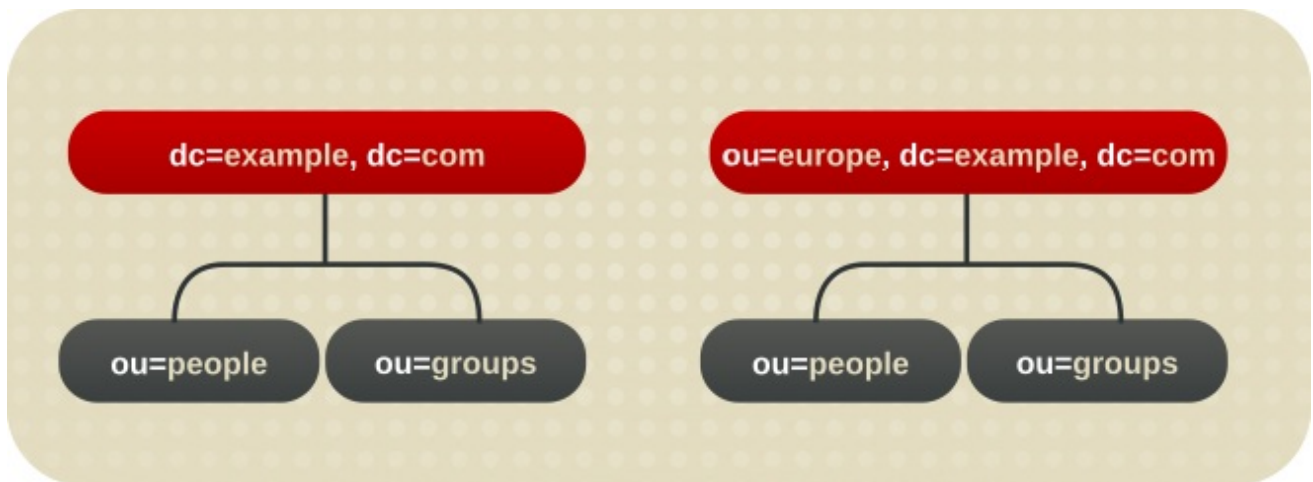 dc=example, dc=com
ou=europe, dc=example, dc=com
ou=people
ou=groups
ou=people
ou=groups